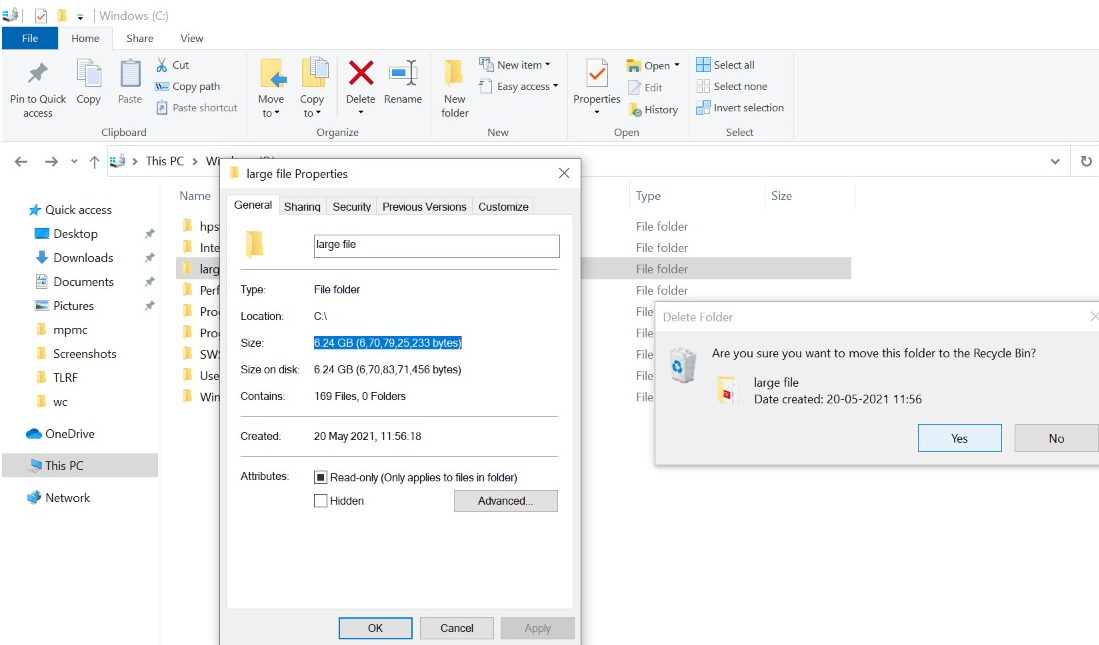 Windows (C:)
File Home Share View
Pin to Quick access
Copy
Paste
Cut
Copy path
Paste shortcut
Clipboard
Move to
Copy to
Delete
Rename
Organize
New folder
New item
Easy access
New
Properties
Open
Edit
History
Open
Select all
Select none
Invert selection
Select
This PC
Quick access
Desktop
Downloads
Documents
Pictures
mpmc
Screenshots
TLRF
wc
OneDrive
This PC
Network
Name Type Size
hps File folder
Inte File folder
larg File folder
Perf File folder
Prog File
Prog File
SWS File
Use File
Win File
large file Properties
General Sharing Security Previous Versions Customize
large file
Type: File folder
Location: C:\
Size: 6.24 GB (6,70,79,25,233 bytes)
Size on disk: 6.24 GB (6,70,83,71,456 bytes)
Contains: 169 Files, 0 Folders
Created: 20 May 2021, 11:56:18
Attributes: Read-only (Only applies to files in folder)
Hidden Advanced...
OK Cancel Apply
Delete Folder
Are you sure you want to move this folder to the Recycle Bin?
large file
Date created: 20-05-2021 11:56
Yes No